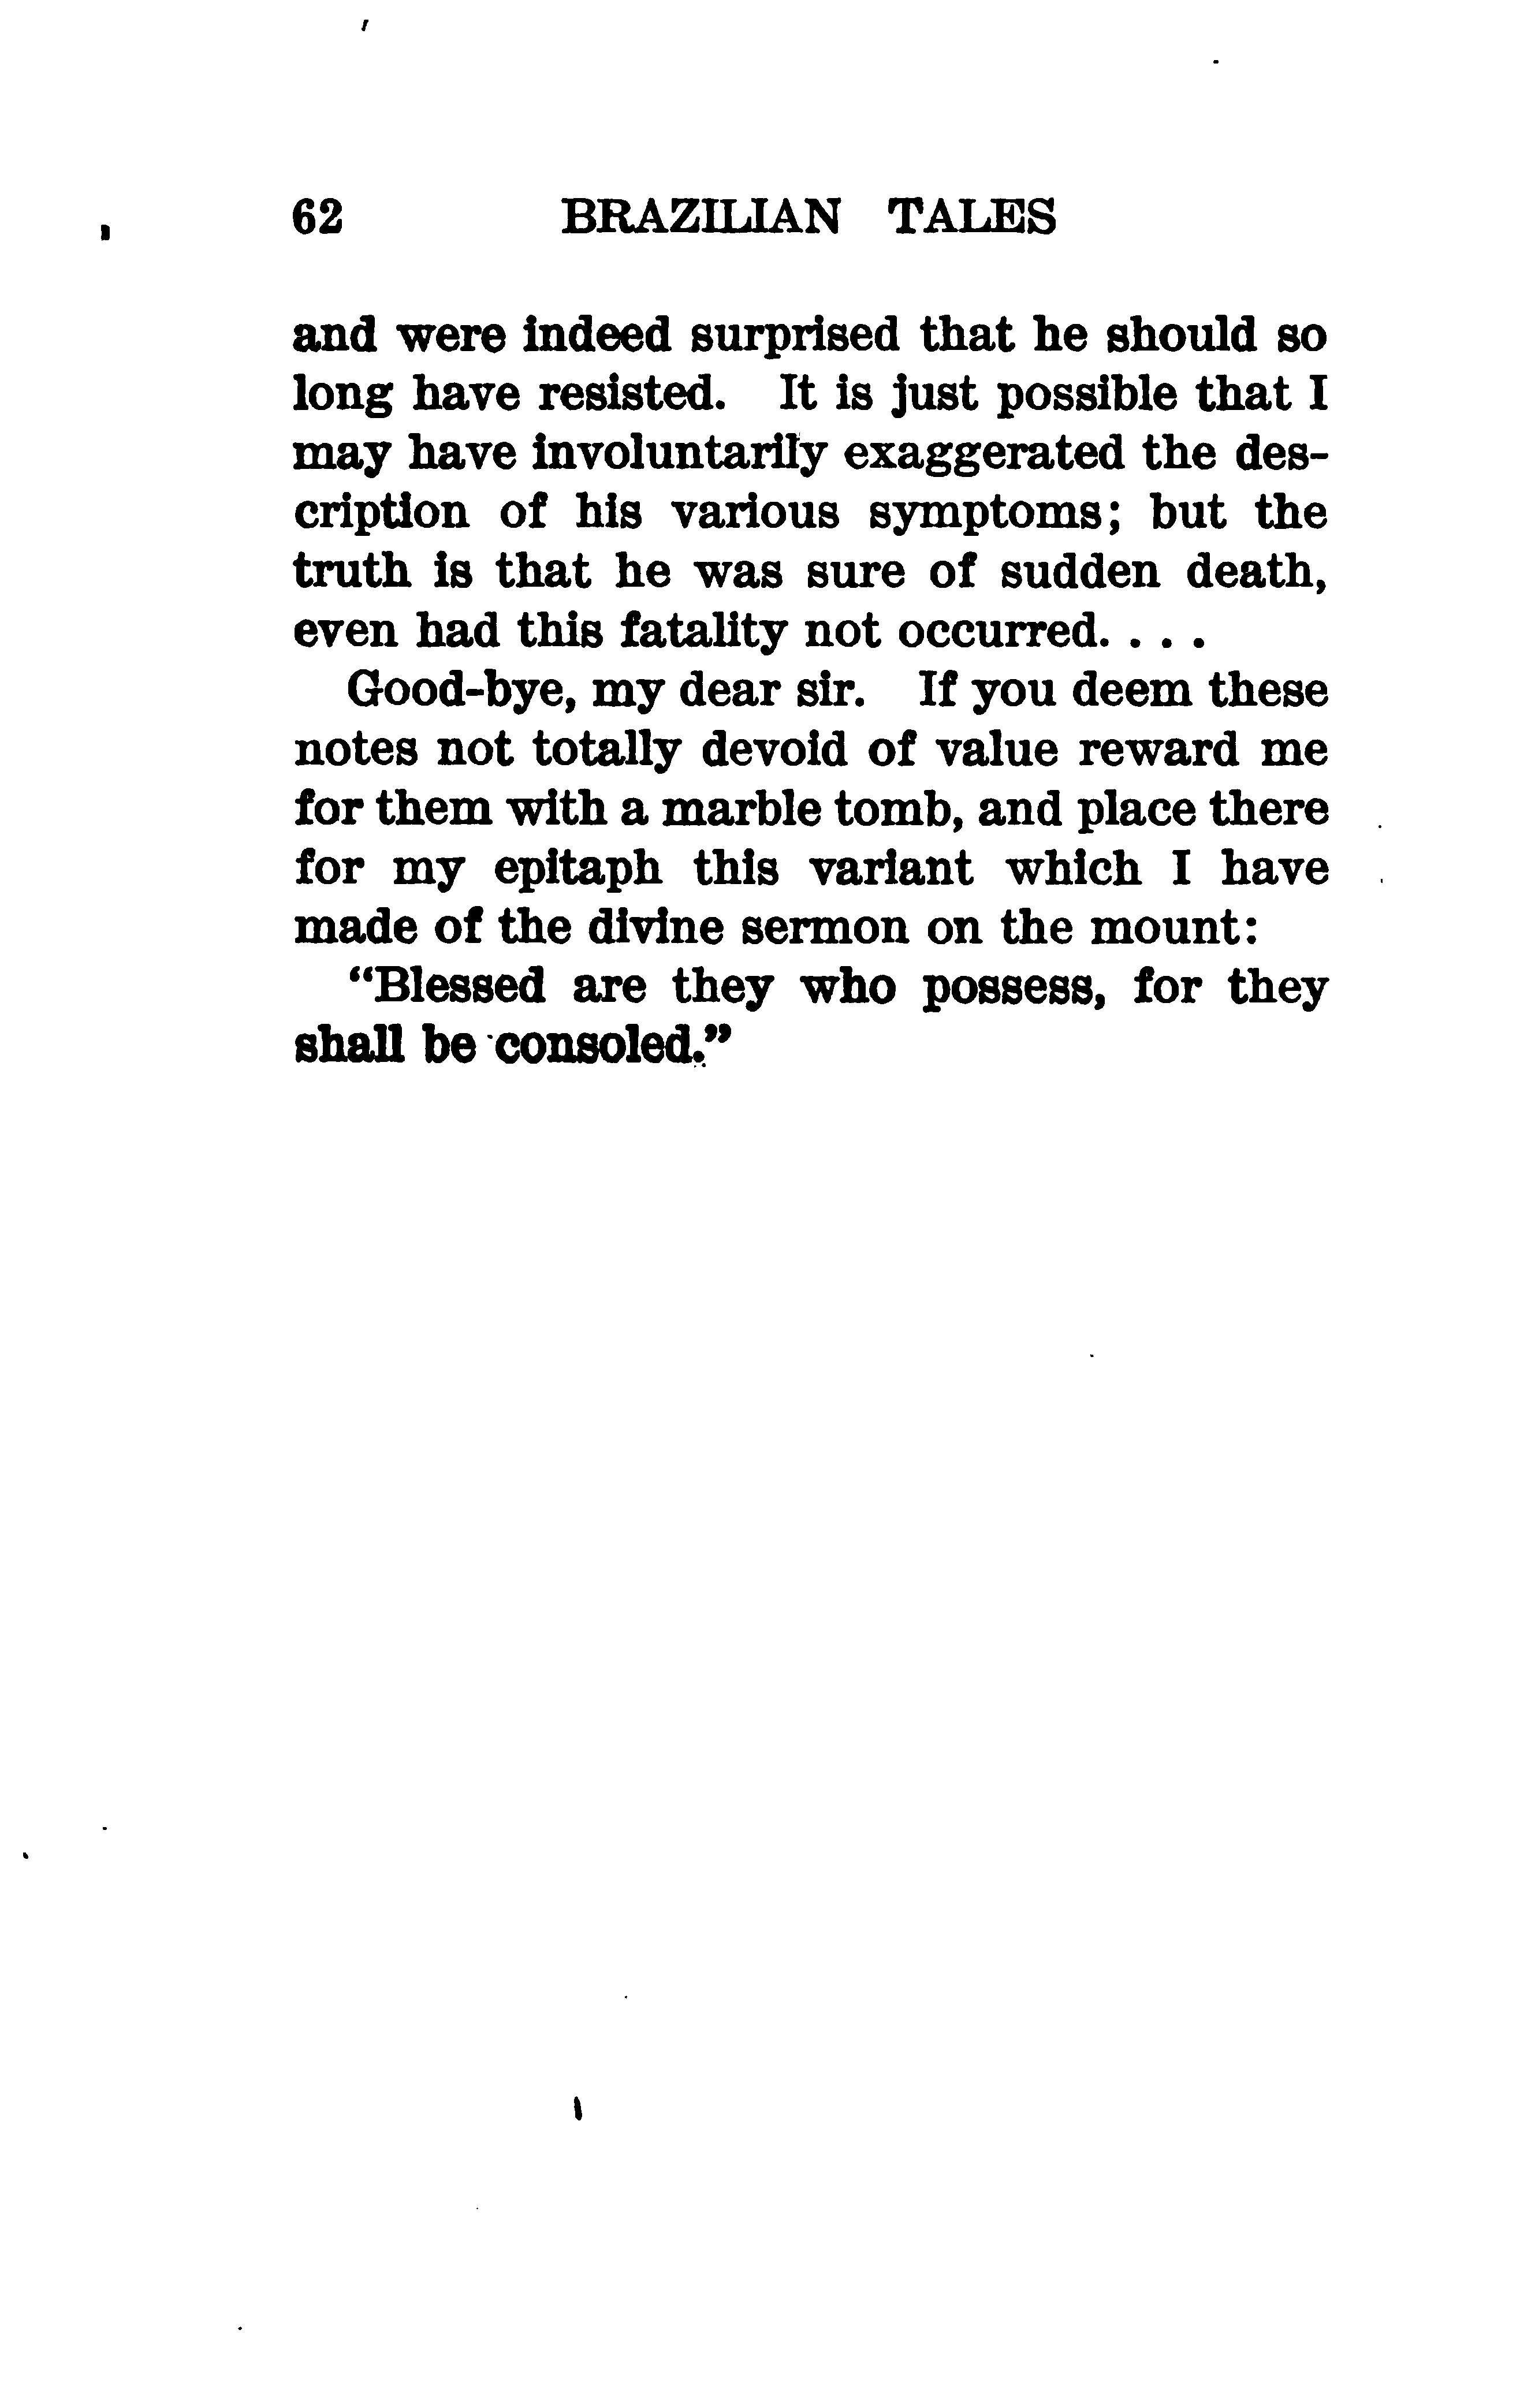 62 BRAZILIAN TALES
and were indeed surprised that he should so
long have resisted. It is just possible that I
may have involuntarily exaggerated the des-
cription of his various symptoms; but the
truth is that he was sure of sudden death,
even had this fatality not occurred. . . .
Good-bye, my dear sir. If you deem these
notes not totally devoid of value reward me
for them with a marble tomb, and place there
for my epitaph this variant which I have
made of the divine sermon on the mount:
“Blessed are they who possess, for they
shall be consoled.”